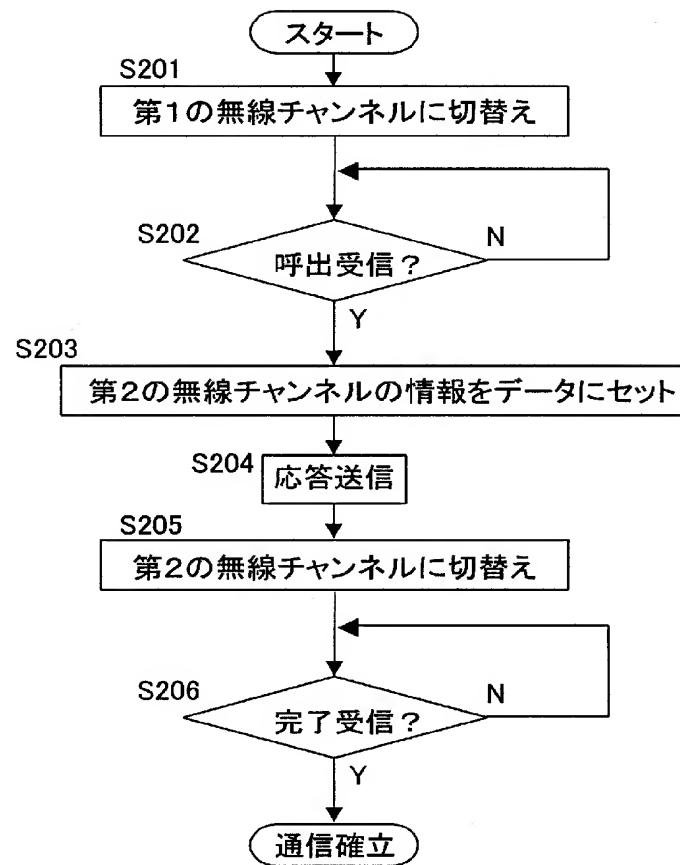 スタート
S201
第1の無線チャンネルに切替え
S202
呼出受信？
N
Y
S203
第2の無線チャンネルの情報をデータにセット
S204
応答送信
S205
第2の無線チャンネルに切替え
S206
完了受信？
N
Y
通信確立